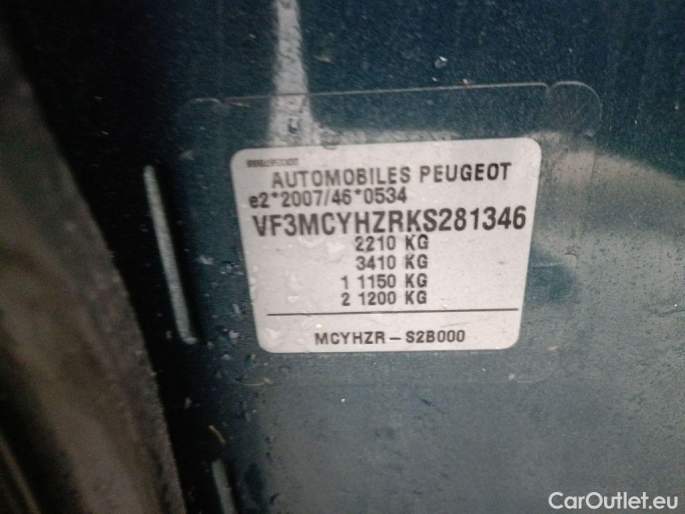 AUTOMOBILES PEUGEOT
e2*2007/46*0534
VF3MCYHZRKS281346
2210 KG
3410 KG
1 1150 KG
2 1200 KG
MCYHZR – S2B000
CarOutlet.eu